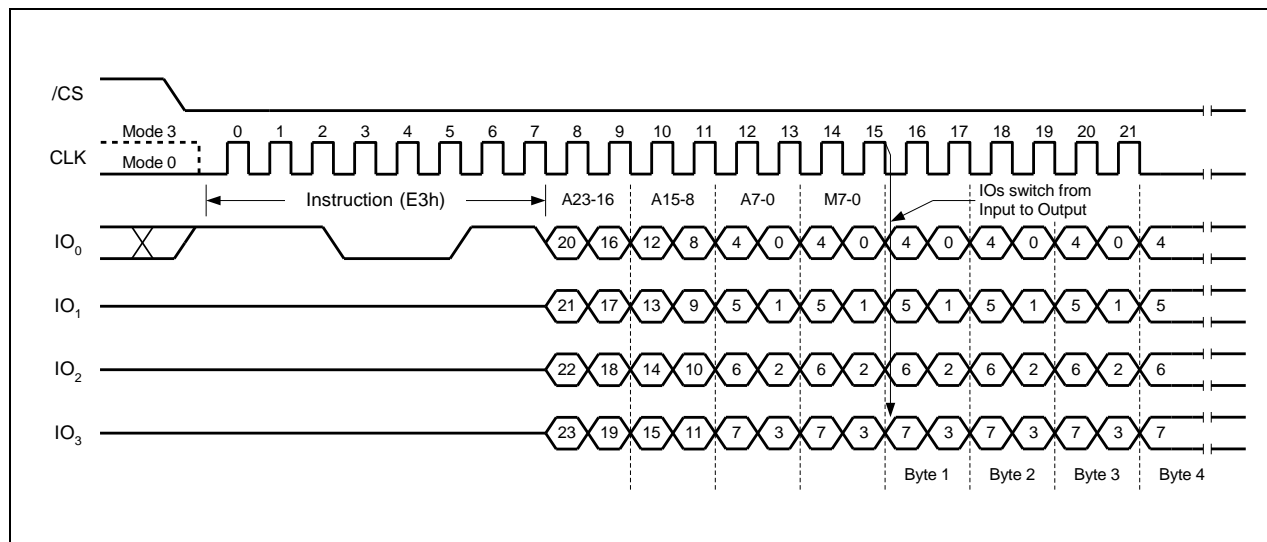 /CS
Mode 3 0 1 2 3 4 5 6 7 8 9 10 11 12 13 14 15 16 17 18 19 20 21
CLK
Mode 0
Instruction (E3h) A23-16 A15-8 A7-0 M7-0 IOs switch from
Input to Output
IO0 20 16 12 8 4 0 4 0 4 0 4 0 4 0 4
IO1 21 17 13 9 5 1 5 1 5 1 5 1 5 1 5
IO2 22 18 14 10 6 2 6 2 6 2 6 2 6 2 6
IO3 23 19 15 11 7 3 7 3 7 3 7 3 7 3 7
Byte 1 Byte 2 Byte 3 Byte 4